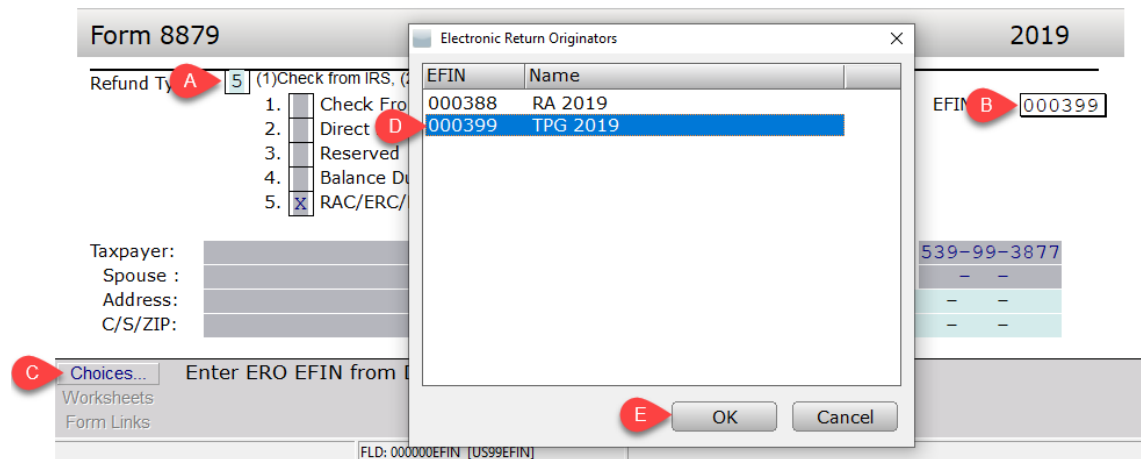 Form 8879
2019
Refund Ty
A
5
(1)Check from IRS, (2
1.
Check Fro
2.
Direct
3.
Reserved
4.
Balance Du
5.
X
RAC/ERC/
EFIN
B
000399
Electronic Return Originators
EFIN
Name
000388
RA 2019
D
000399
TPG 2019
Taxpayer:
539-99-3877
Spouse :
- -
Address:
- -
C/S/ZIP:
- -
C
Choices...
Enter ERO EFIN from
Worksheets
Form Links
E
OK
Cancel
FLD: 000000EFIN [US99EFIN]